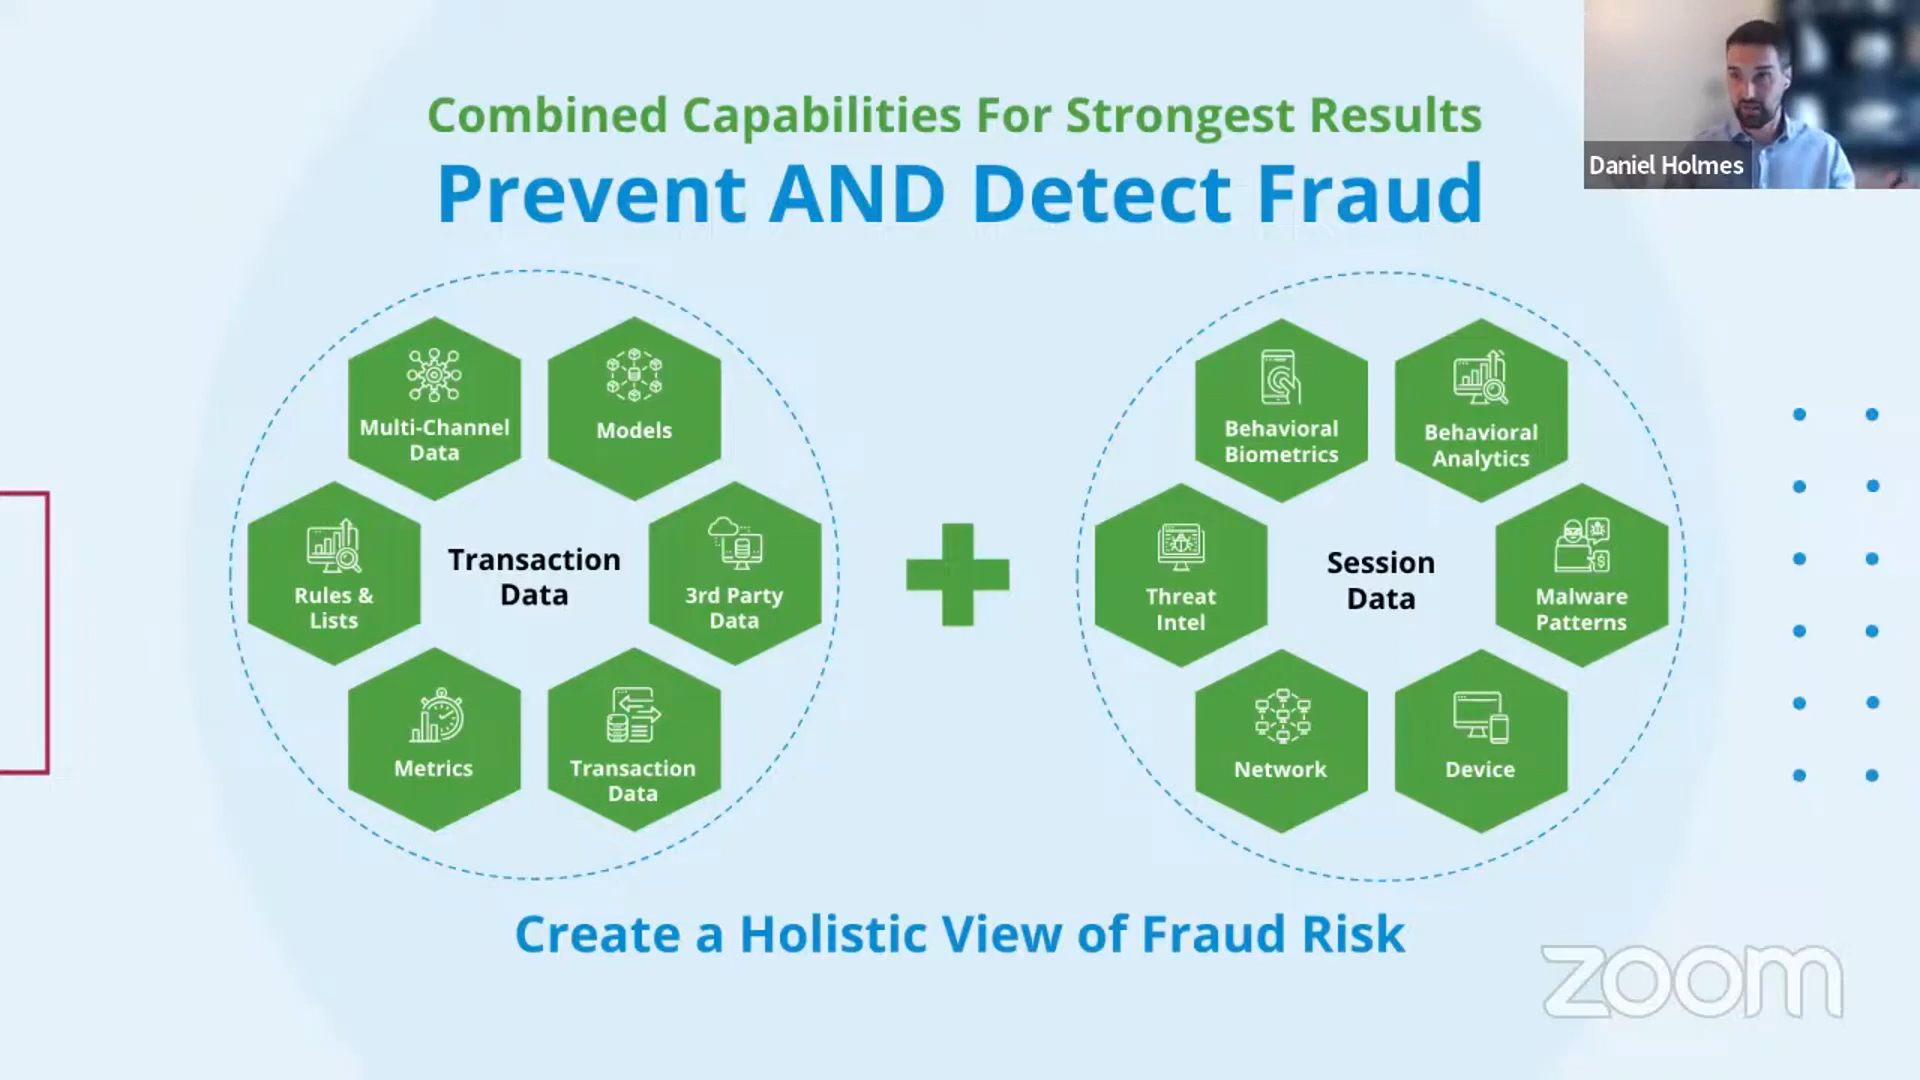 Combined Capabilities For Strongest Results
Prevent AND Detect Fraud
Daniel Holmes
Multi-Channel
Data
Models
Rules &
Lists
Transaction
Data
3rd Party
Data
Metrics
Transaction
Data
Behavioral
Biometrics
Behavioral
Analytics
Threat
Intel
Session
Data
Malware
Patterns
Network
Device
Create a Holistic View of Fraud Risk
zoom